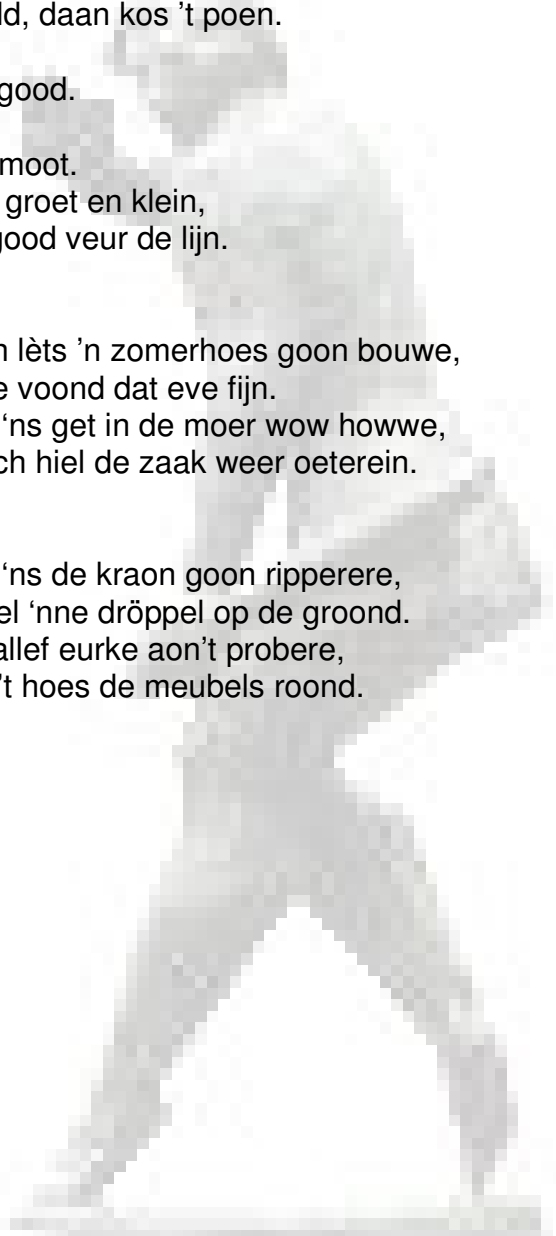 ld, daan kos ’t poen.
good.
moot.
groet en klein,
good veur de lijn.
n lèts ’n zomerhoes goon bouwe,
e voond dat eve fijn.
‘ns get in de moer wow howwe,
ch hiel de zaak weer oeterein.
‘ns de kraon goon ripperere,
el ‘nne dröppel op de groond.
allef eurke aon’t probere,
’t hoes de meubels roond.